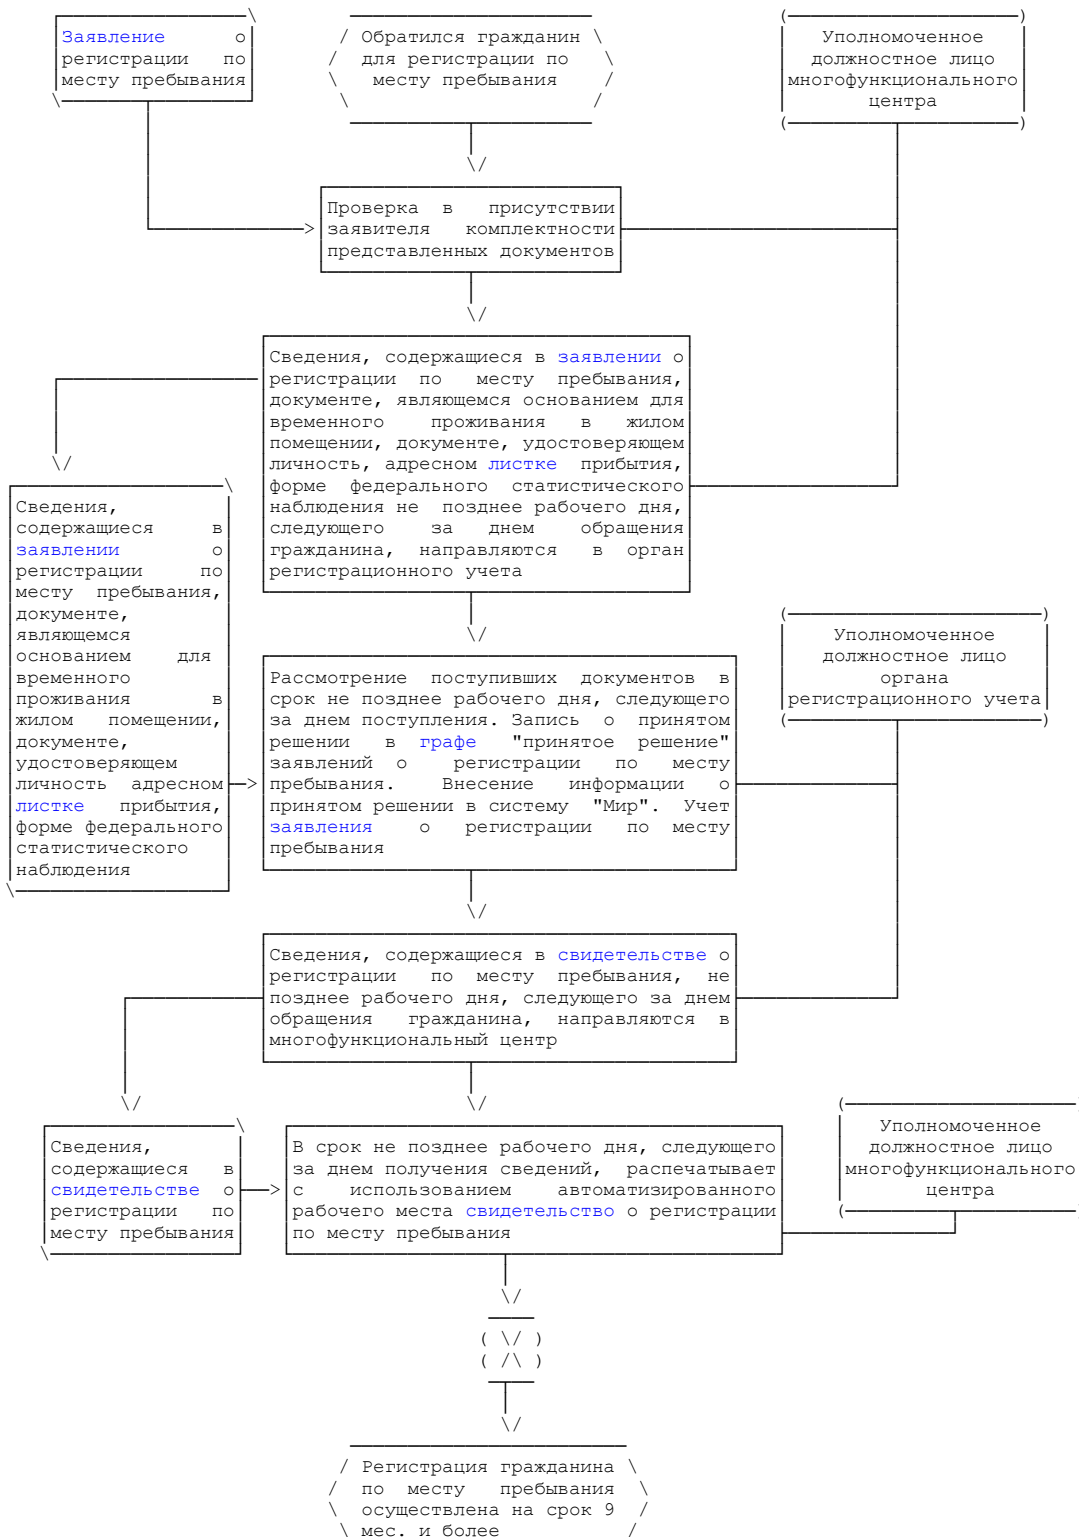 Заявление о
регистрации по
месту пребывания
Обратился гражданин
для регистрации по
месту пребывания
Уполномоченное
должностное лицо
многофункционального
центра
Проверка в присутствии
заявителя комплектности
представленных документов
Сведения, содержащиеся в заявлении о
регистрации по месту пребывания,
документе, являющемся основанием для
временного проживания в жилом
помещении, документе, удостоверяющем
личность, адресном листке прибытия,
форме федерального статистического
наблюдения не позднее рабочего дня,
следующего за днем обращения
гражданина, направляются в орган
регистрационного учета
Сведения,
содержащиеся в
заявлении о
регистрации по
месту пребывания,
документе,
являющемся
основанием для
временного
проживания в
жилом помещении,
документе,
удостоверяющем
личность адресном
листке прибытия,
форме федерального
статистического
наблюдения
Уполномоченное
должностное лицо
органа
регистрационного учета
Рассмотрение поступивших документов в
срок не позднее рабочего дня, следующего
за днем поступления. Запись о принятом
решении в графе "принятое решение"
заявлений о регистрации по месту
пребывания. Внесение информации о
принятом решении в систему "Мир". Учет
заявления о регистрации по месту
пребывания
Сведения, содержащиеся в свидетельстве о
регистрации по месту пребывания, не
позднее рабочего дня, следующего за днем
обращения гражданина, направляются в
многофункциональный центр
Сведения,
содержащиеся в
свидетельстве о
регистрации по
месту пребывания
В срок не позднее рабочего дня, следующего
за днем получения сведений, распечатывает
с использованием автоматизированного
рабочего места свидетельство о регистрации
по месту пребывания
Уполномоченное
должностное лицо
многофункционального
центра
Регистрация гражданина
по месту пребывания
осуществлена на срок 9
мес. и более